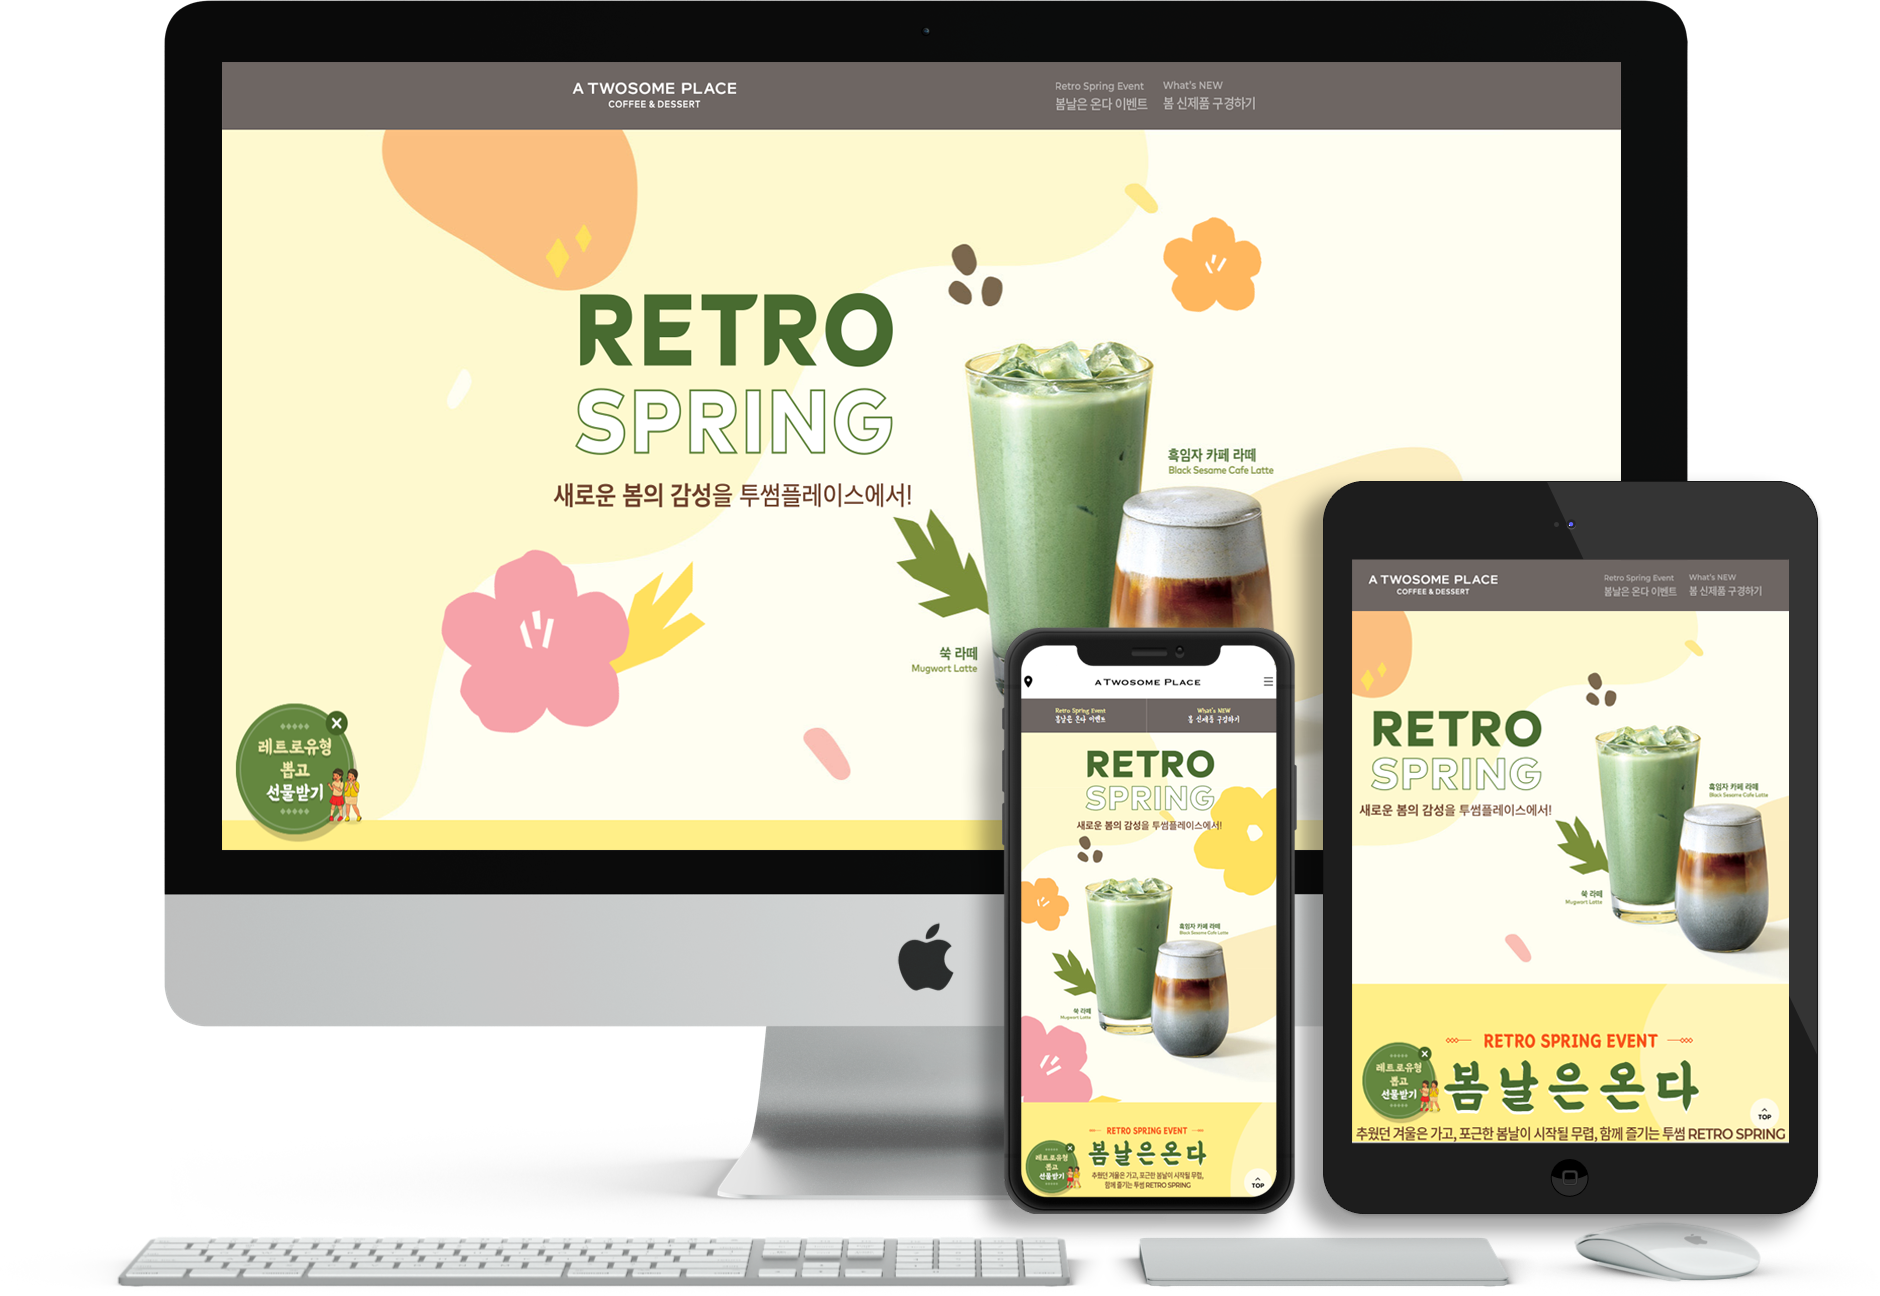 A TWOSOME PLACE
COFFEE & DESSERT
Retro Spring Event
봄날은 온다 이벤트
What's NEW
봄 신제품 구경하기
RETRO
SPRING
새로운 봄의 감성을 투썸플레이스에서!
흑임자 카페 라떼
Black Sesame Cafe Latte
쑥 라떼
Mugwort Latte
레트로유형
뽑고
선물받기
A TWOSOME PLACE
Retro Spring Event
봄날은 온다 이벤트
What's NEW
봄 신제품 구경하기
RETRO
SPRING
새로운 봄의 감성을 투썸플레이스에서!
흑임자 카페 라떼
Black Sesame Cafe Latte
쑥 라떼
Mugwort Latte
RETRO SPRING EVENT
봄날은온다
추웠던 겨울은 가고, 포근한 봄날이 시작될 무렵,
함께 즐기는 투썸 RETRO SPRING
레트로유형
뽑고
선물받기
TOP
A TWOSOME PLACE
COFFEE & DESSERT
Retro Spring Event
봄날은 온다 이벤트
What's NEW
봄 신제품 구경하기
RETRO
SPRING
새로운 봄의 감성을 투썸플레이스에서!
흑임자 카페 라떼
Black Sesame Cafe Latte
쑥 라떼
Mugwort Latte
RETRO SPRING EVENT
봄날은온다
추웠던 겨울은 가고, 포근한 봄날이 시작될 무렵, 함께 즐기는 투썸 RETRO SPRING
레트로유형
뽑고
선물받기
TOP